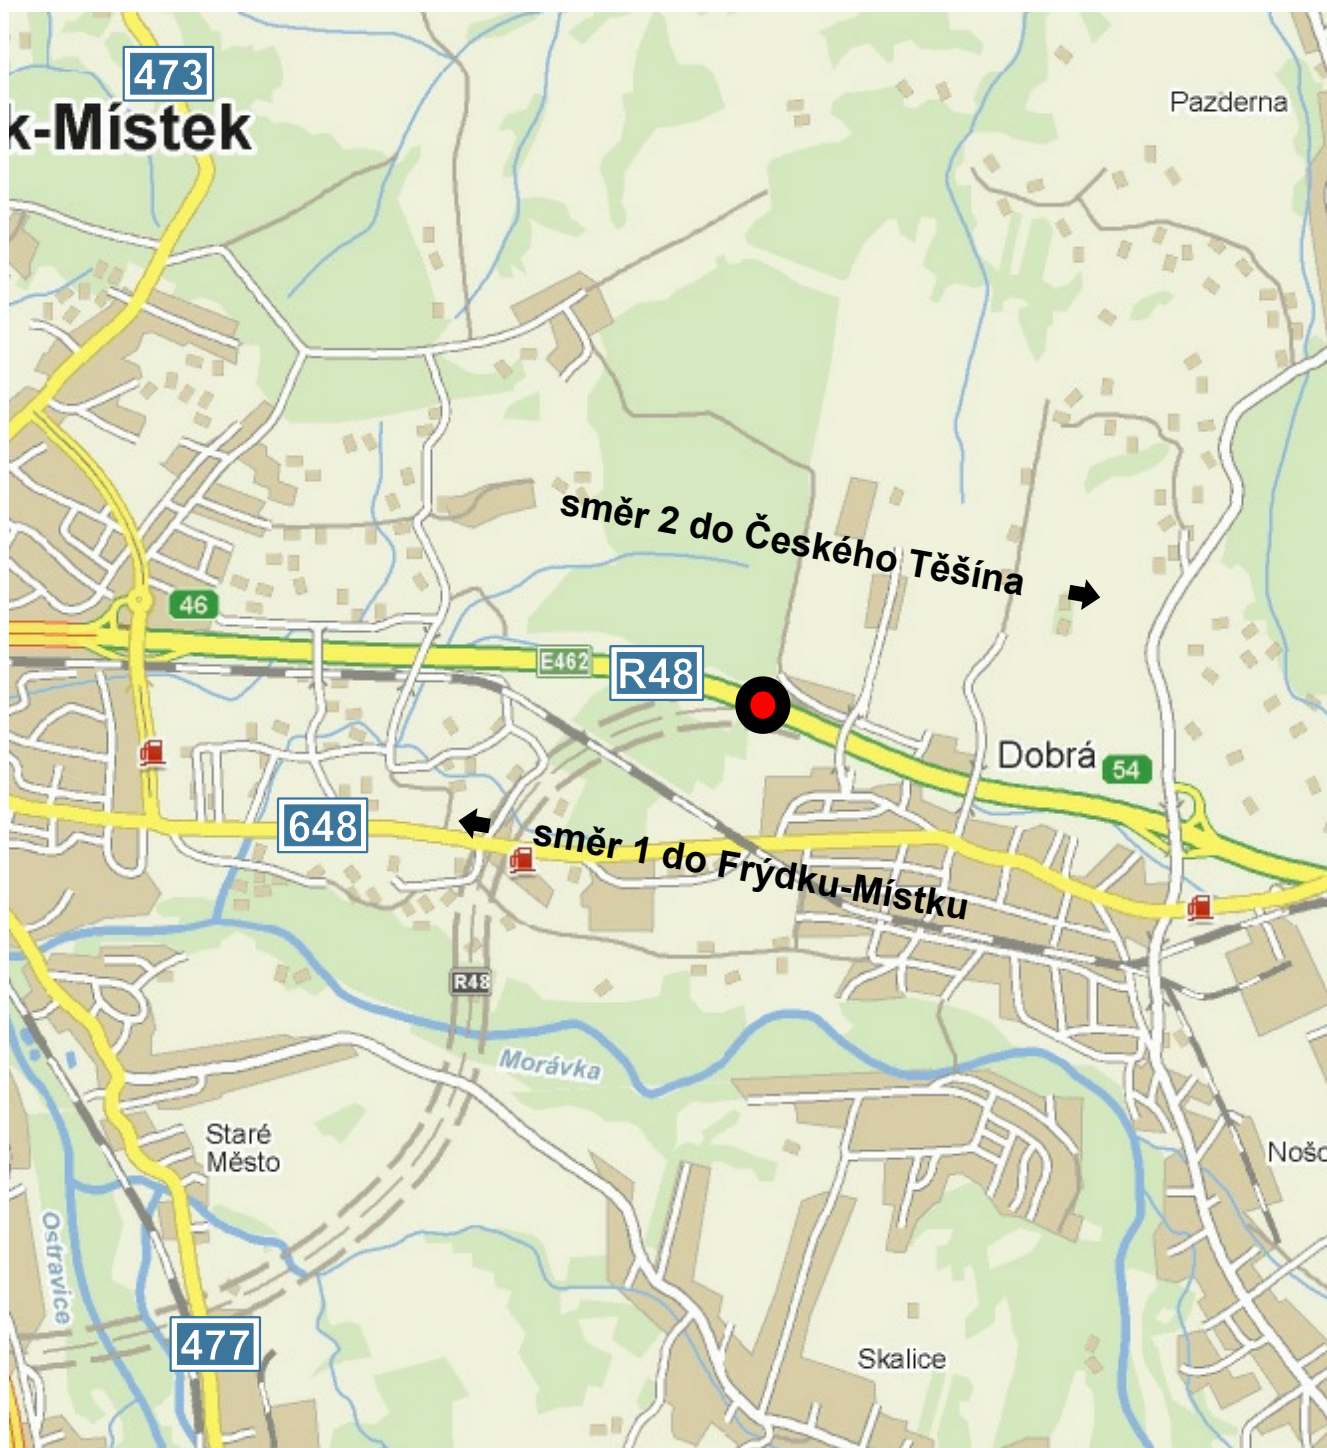 473
Pazderna
k-Místek
směr 2 do Českého Těšína
46
E462
R48
Dobrá
54
648
směr 1 do Frýdku-Místku
R48
Morávka
Staré
Město
Nošo
Ostravice
477
Skalice